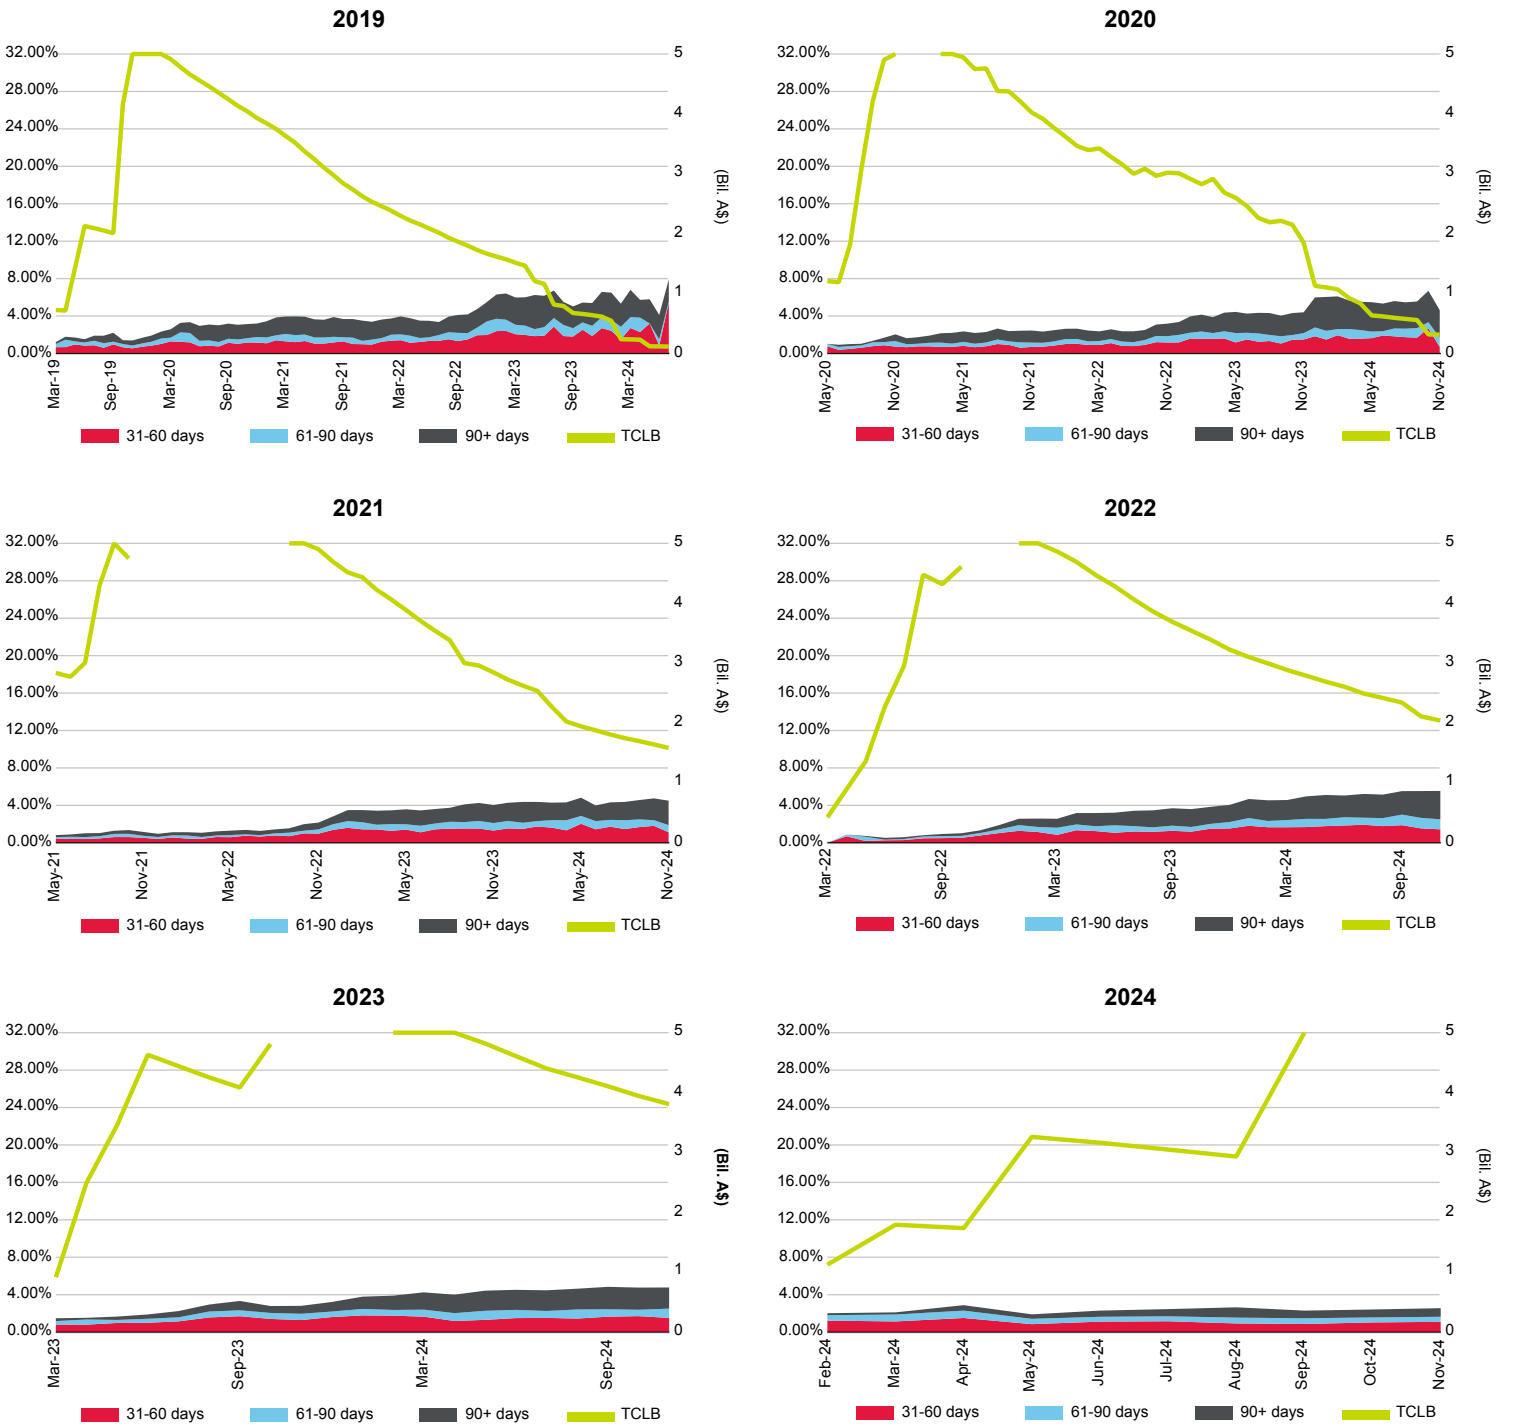 2019
32.00%
28.00%
24.00%
20.00%
16.00%
12.00%
8.00%
4.00%
0.00%
5
4
3
2
1
0
(Bil. A$)
Mar-19
Sep-19
Mar-20
Sep-20
Mar-21
Sep-21
Mar-22
Sep-22
Mar-23
Sep-23
Mar-24
31-60 days 61-90 days 90+ days TCLB
2020
32.00%
28.00%
24.00%
20.00%
16.00%
12.00%
8.00%
4.00%
0.00%
5
4
3
2
1
0
(Bil. A$)
May-20
Nov-20
May-21
Nov-21
May-22
Nov-22
May-23
Nov-23
May-24
Nov-24
31-60 days 61-90 days 90+ days TCLB
2021
32.00%
28.00%
24.00%
20.00%
16.00%
12.00%
8.00%
4.00%
0.00%
5
4
3
2
1
0
(Bil. A$)
May-21
Nov-21
May-22
Nov-22
May-23
Nov-23
May-24
Nov-24
31-60 days 61-90 days 90+ days TCLB
2022
32.00%
28.00%
24.00%
20.00%
16.00%
12.00%
8.00%
4.00%
0.00%
5
4
3
2
1
0
(Bil. A$)
Mar-22
Sep-22
Mar-23
Sep-23
Mar-24
Sep-24
31-60 days 61-90 days 90+ days TCLB
2023
32.00%
28.00%
24.00%
20.00%
16.00%
12.00%
8.00%
4.00%
0.00%
5
4
3
2
1
0
(Bil. A$)
Mar-23
Sep-23
Mar-24
Sep-24
31-60 days 61-90 days 90+ days TCLB
2024
32.00%
28.00%
24.00%
20.00%
16.00%
12.00%
8.00%
4.00%
0.00%
5
4
3
2
1
0
(Bil. A$)
Feb-24
Mar-24
Apr-24
May-24
Jun-24
Jul-24
Aug-24
Sep-24
Oct-24
Nov-24
31-60 days 61-90 days 90+ days TCLB